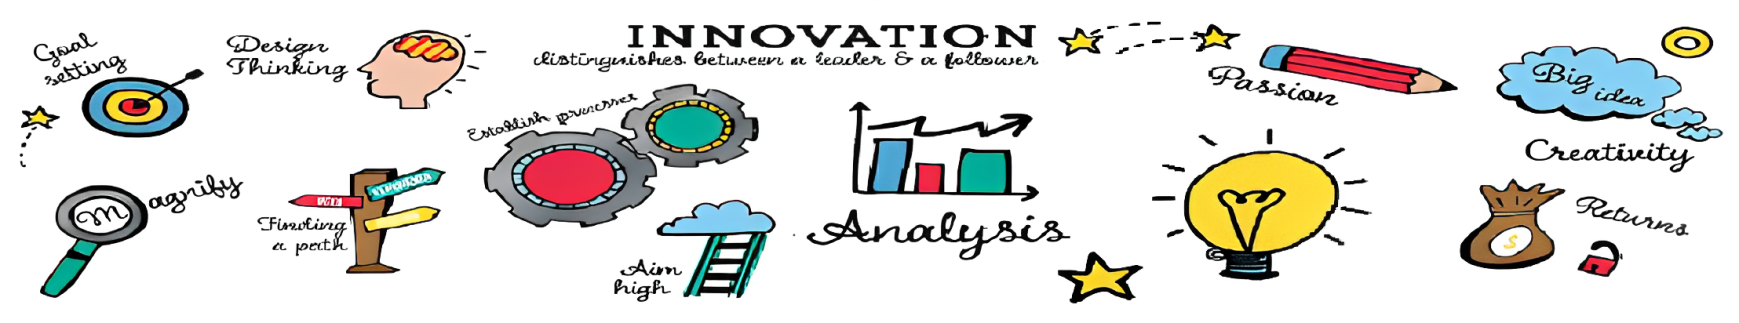 Goal
setting
Design
Thinking
INNOVATION
distinguishes between a leader & a follower
Passion
Big
idea
Creativity
Establish processes
Magnify
Finding
a path
Aim
high
Analysis
Returns
$